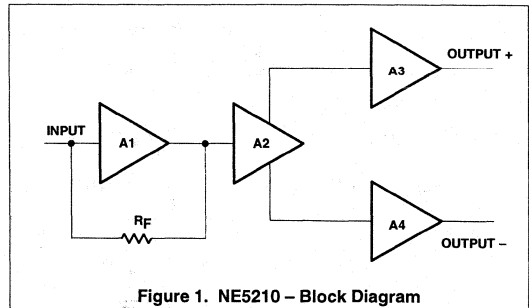 OUTPUT +
A3
INPUT
A1
A2
RF
A4
OUTPUT –
Figure 1. NE5210 – Block Diagram